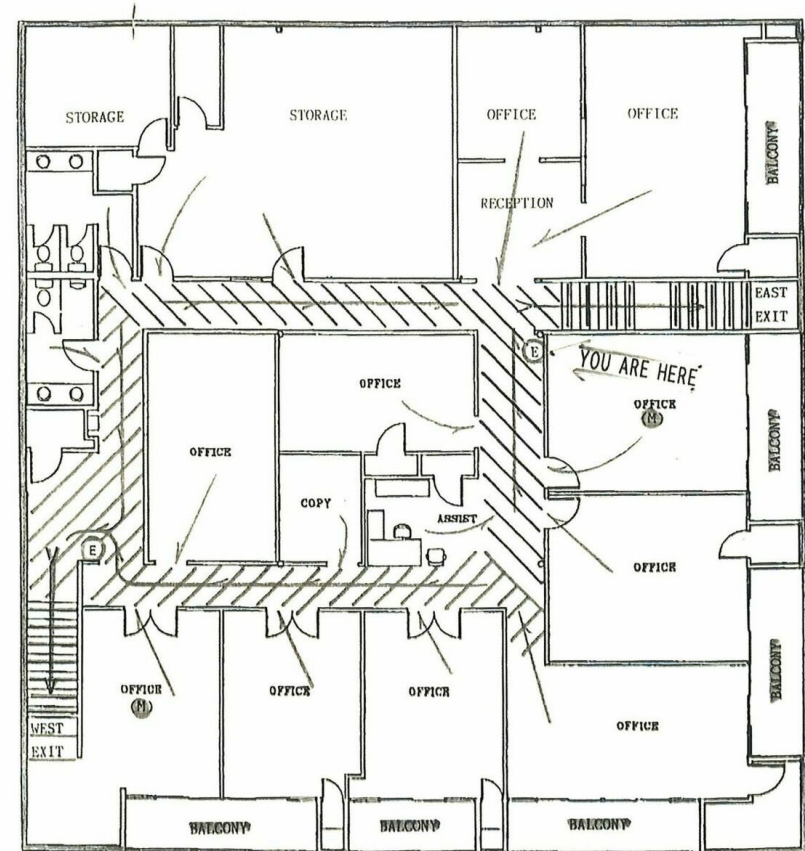 STORAGE
STORAGE
OFFICE
OFFICE
BALCONY
RECEPTION
EAST
EXIT
E
YOU ARE HERE
OFFICE
OFFICE
M
BALCONY
OFFICE
COPY
ASSIST
E
OFFICE
BALCONY
OFFICE
M
OFFICE
OFFICE
OFFICE
WEST
EXIT
BALCONY
BALCONY
BALCONY